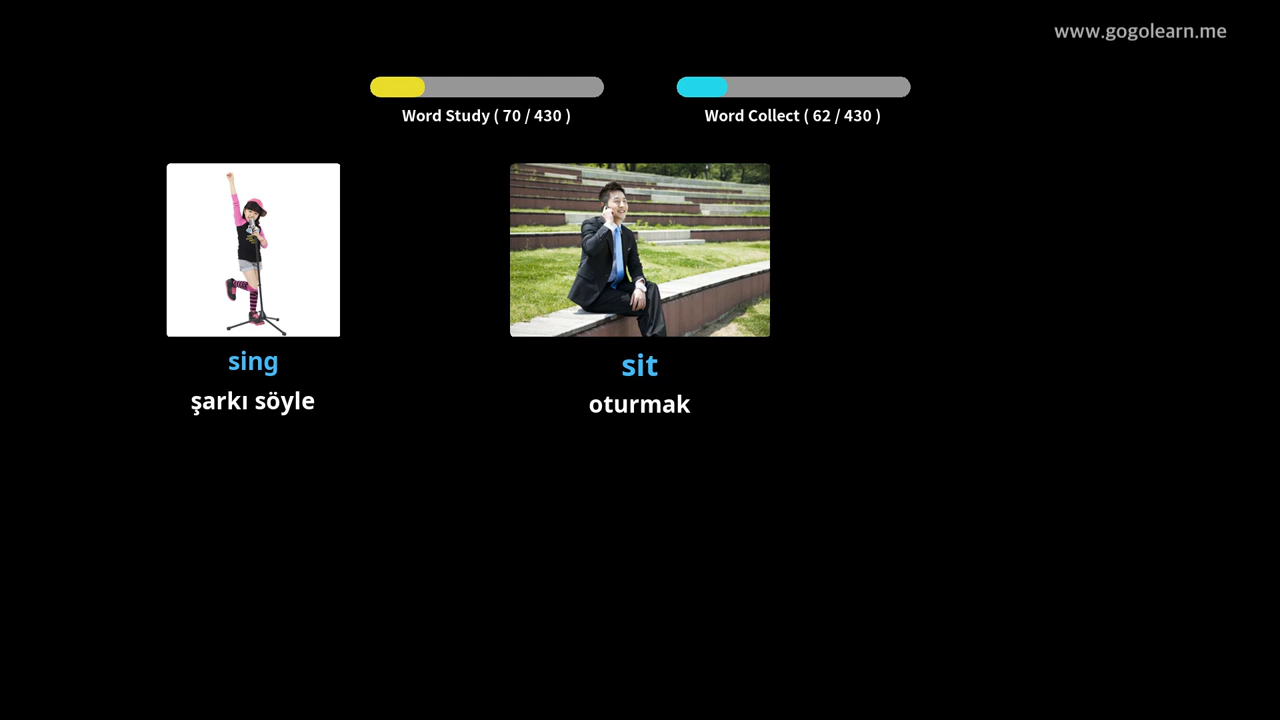 www.gogolearn.me
Word Study ( 70 / 430 )
Word Collect ( 62 / 430 )
sing
şarkı söyle
sit
oturmak